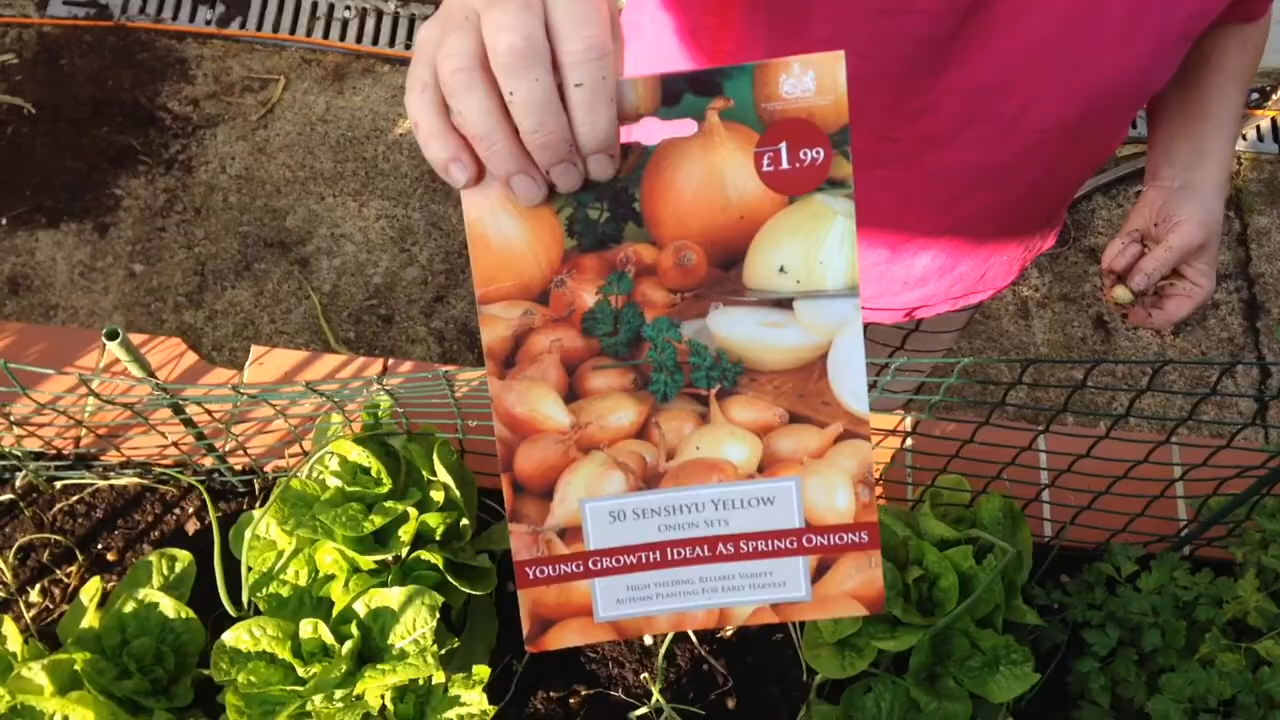 £1.99
50 SENSHYU YELLOW
ONION SETS
YOUNG GROWTH IDEAL AS SPRING ONIONS
HIGH YIELDING, RELIABLE VARIETY
AUTUMN PLANTING FOR EARLY HARVEST